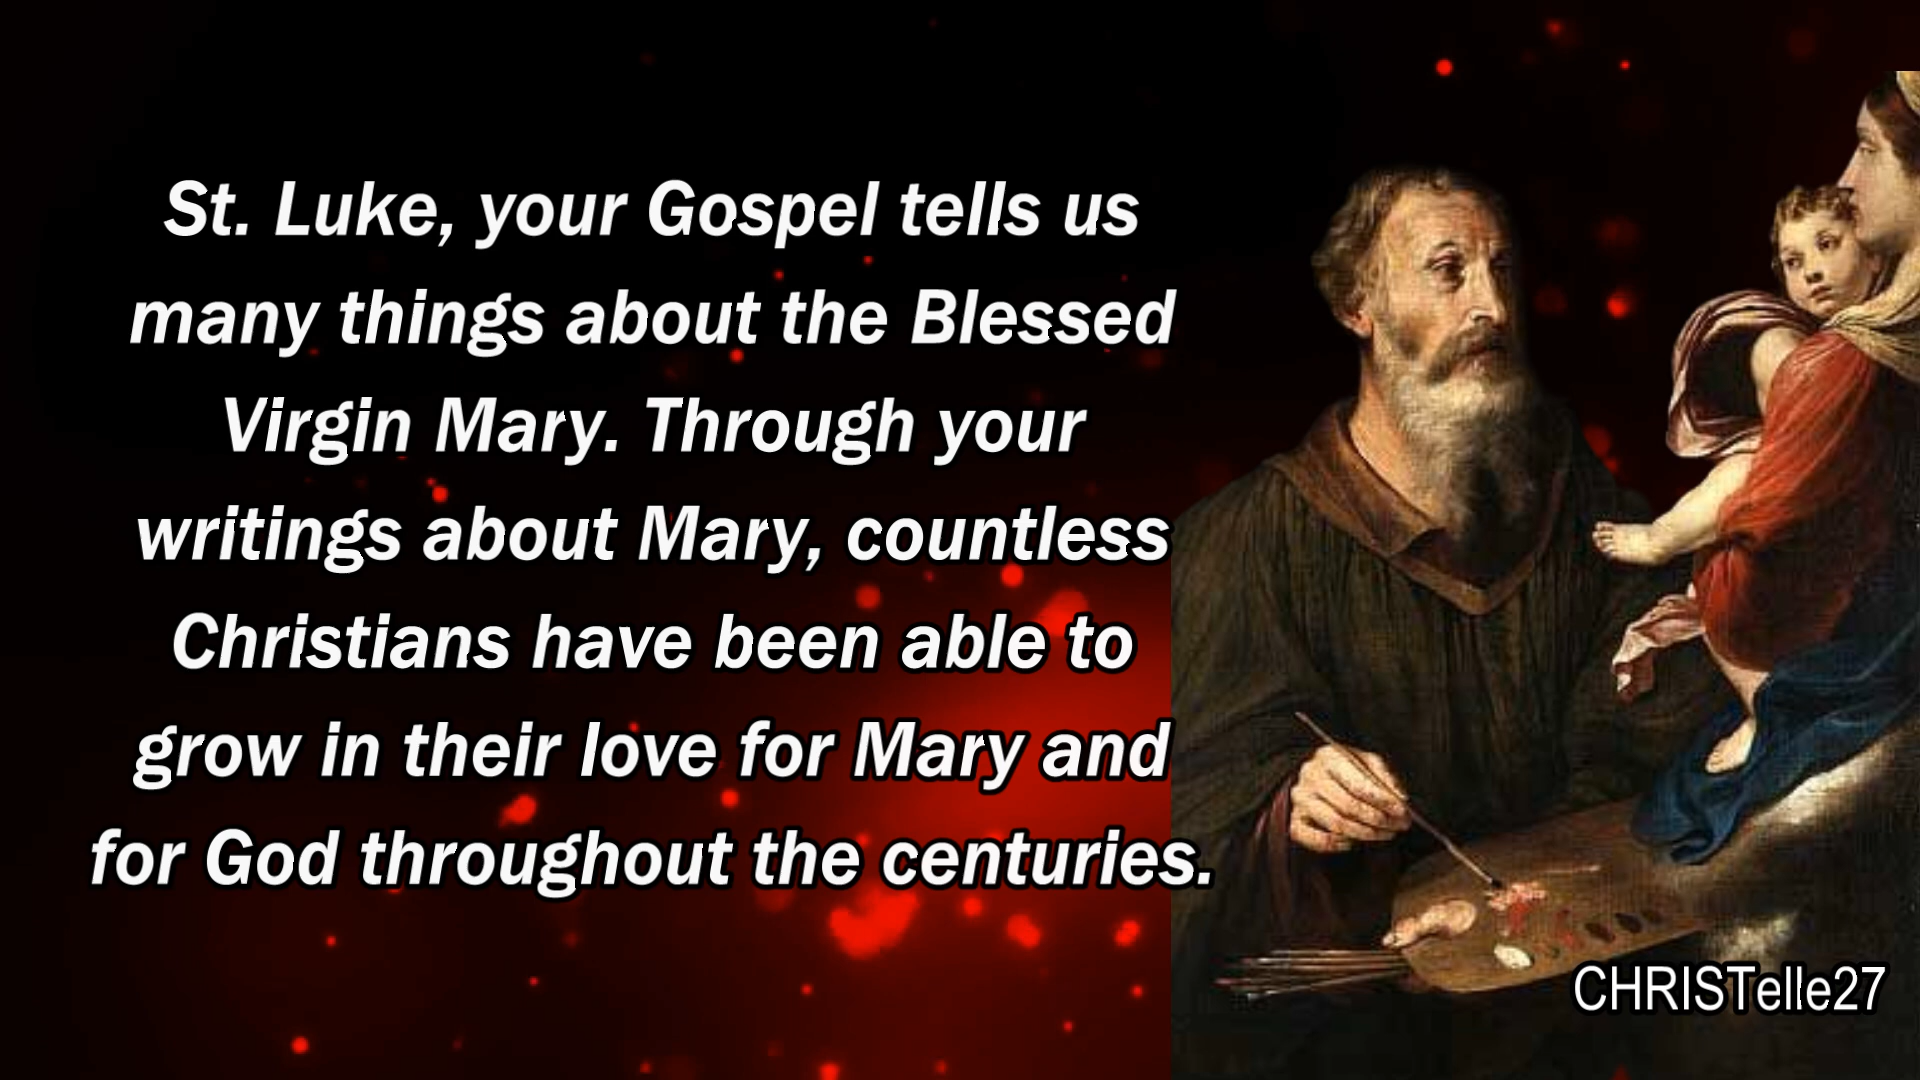 St. Luke, your Gospel tells us
many things about the Blessed
Virgin Mary. Through your
writings about Mary, countless
Christians have been able to
grow in their love for Mary and
for God throughout the centuries.
CHRISTelle27